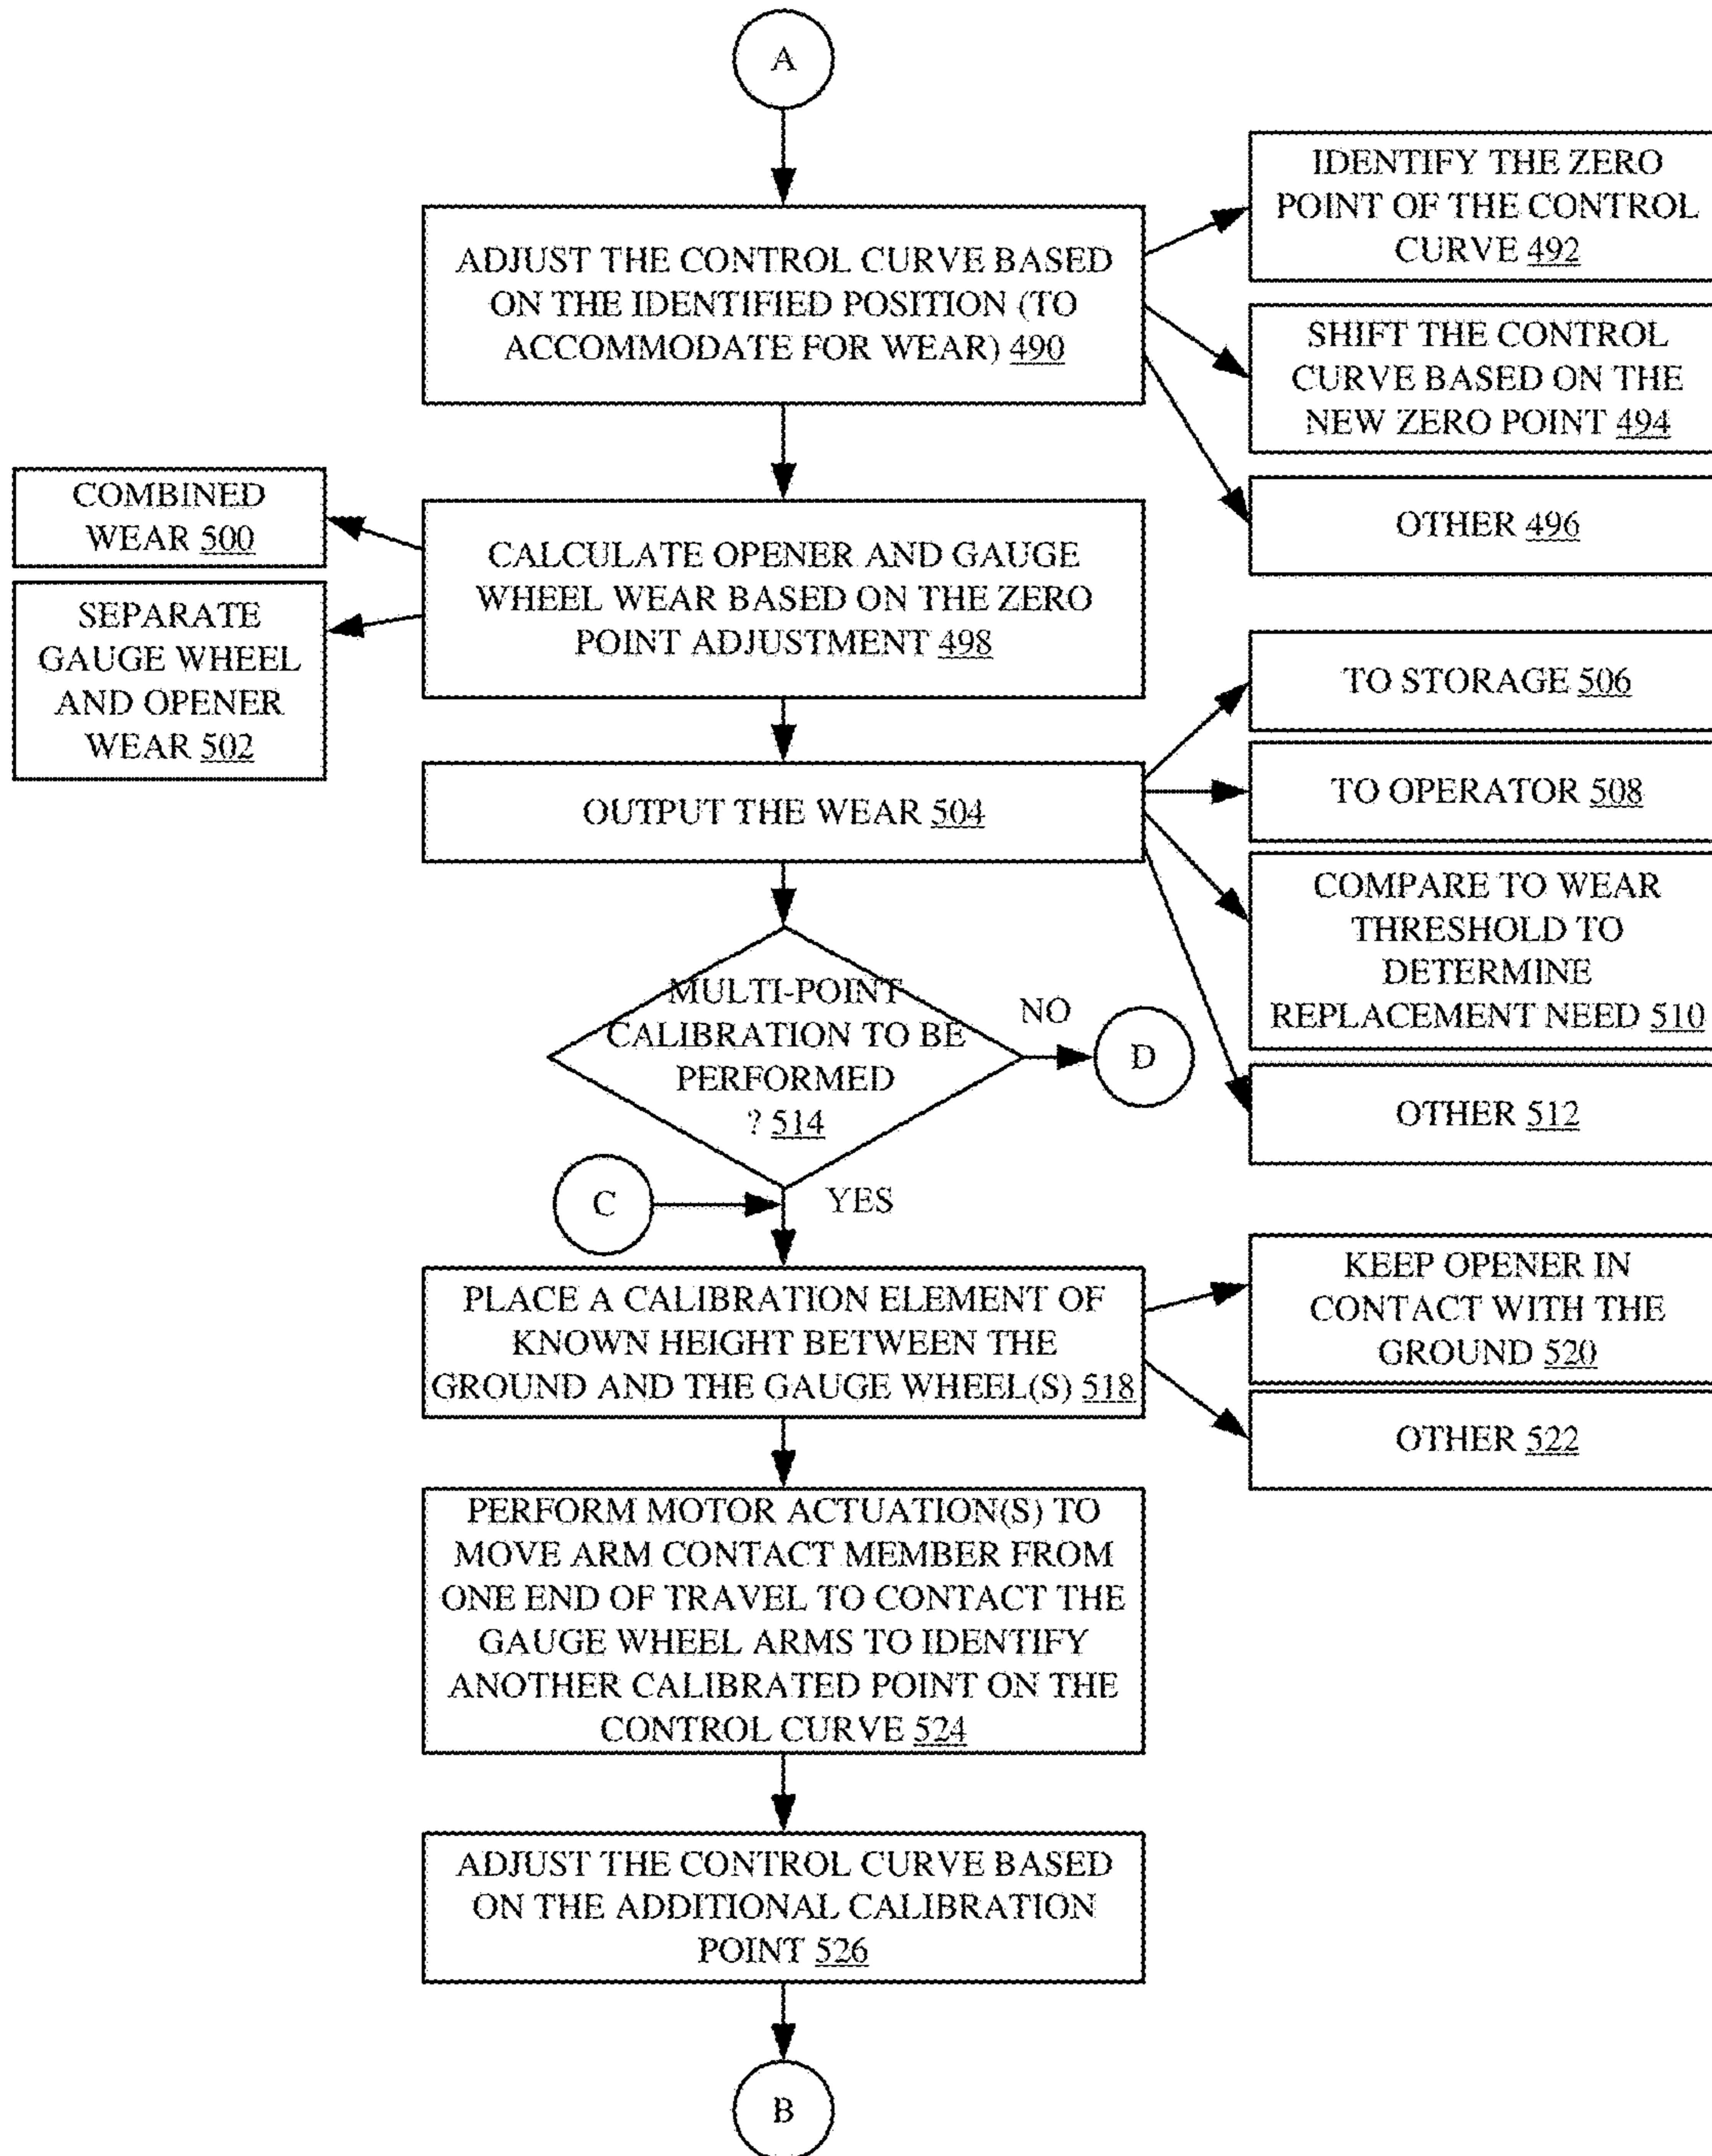 A
ADJUST THE CONTROL CURVE BASED
ON THE IDENTIFIED POSITION (TO
ACCOMMODATE FOR WEAR) 490
IDENTIFY THE ZERO
POINT OF THE CONTROL
CURVE 492
SHIFT THE CONTROL
CURVE BASED ON THE
NEW ZERO POINT 494
OTHER 496
COMBINED
WEAR 500
SEPARATE
GAUGE WHEEL
AND OPENER
WEAR 502
CALCULATE OPENER AND GAUGE
WHEEL WEAR BASED ON THE ZERO
POINT ADJUSTMENT 498
OUTPUT THE WEAR 504
TO STORAGE 506
TO OPERATOR 508
COMPARE TO WEAR
THRESHOLD TO
DETERMINE
REPLACEMENT NEED 510
OTHER 512
MULTI-POINT
CALIBRATION TO BE
PERFORMED
? 514
NO
D
C
YES
PLACE A CALIBRATION ELEMENT OF
KNOWN HEIGHT BETWEEN THE
GROUND AND THE GAUGE WHEEL(S) 518
KEEP OPENER IN
CONTACT WITH THE
GROUND 520
OTHER 522
PERFORM MOTOR ACTUATION(S) TO
MOVE ARM CONTACT MEMBER FROM
ONE END OF TRAVEL TO CONTACT THE
GAUGE WHEEL ARMS TO IDENTIFY
ANOTHER CALIBRATED POINT ON THE
CONTROL CURVE 524
ADJUST THE CONTROL CURVE BASED
ON THE ADDITIONAL CALIBRATION
POINT 526
B